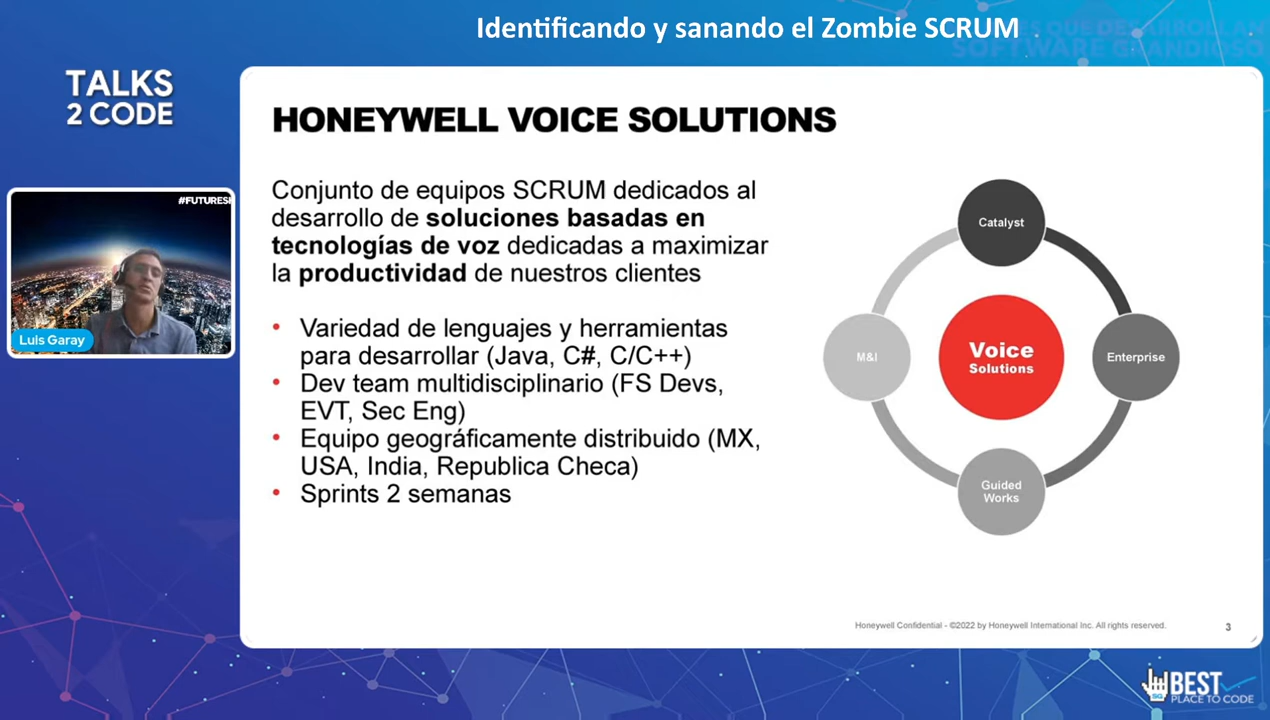 Identificando y sanando el Zombie SCRUM
TALKS
2 CODE
#FUTURES
Luis Garay
HONEYWELL VOICE SOLUTIONS
Conjunto de equipos SCRUM dedicados al
desarrollo de soluciones basadas en
tecnologías de voz dedicadas a maximizar
la productividad de nuestros clientes
• Variedad de lenguajes y herramientas
para desarrollar (Java, C#, C/C++)
• Dev team multidisciplinario (FS Devs,
EVT, Sec Eng)
• Equipo geográficamente distribuido (MX,
USA, India, Republica Checa)
• Sprints 2 semanas
Catalyst
M&I
Voice
Solutions
Enterprise
Guided
Works
Honeywell Confidential - ©2022 by Honeywell International Inc. All rights reserved.
3
SG
BEST
PLACE TO CODE